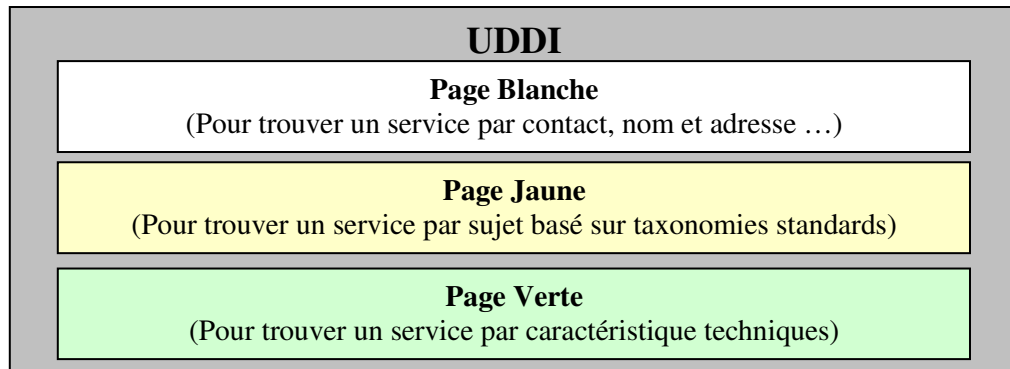 UDDI
Page Blanche
(Pour trouver un service par contact, nom et adresse …)
Page Jaune
(Pour trouver un service par sujet basé sur taxonomies standards)
Page Verte
(Pour trouver un service par caractéristique techniques)